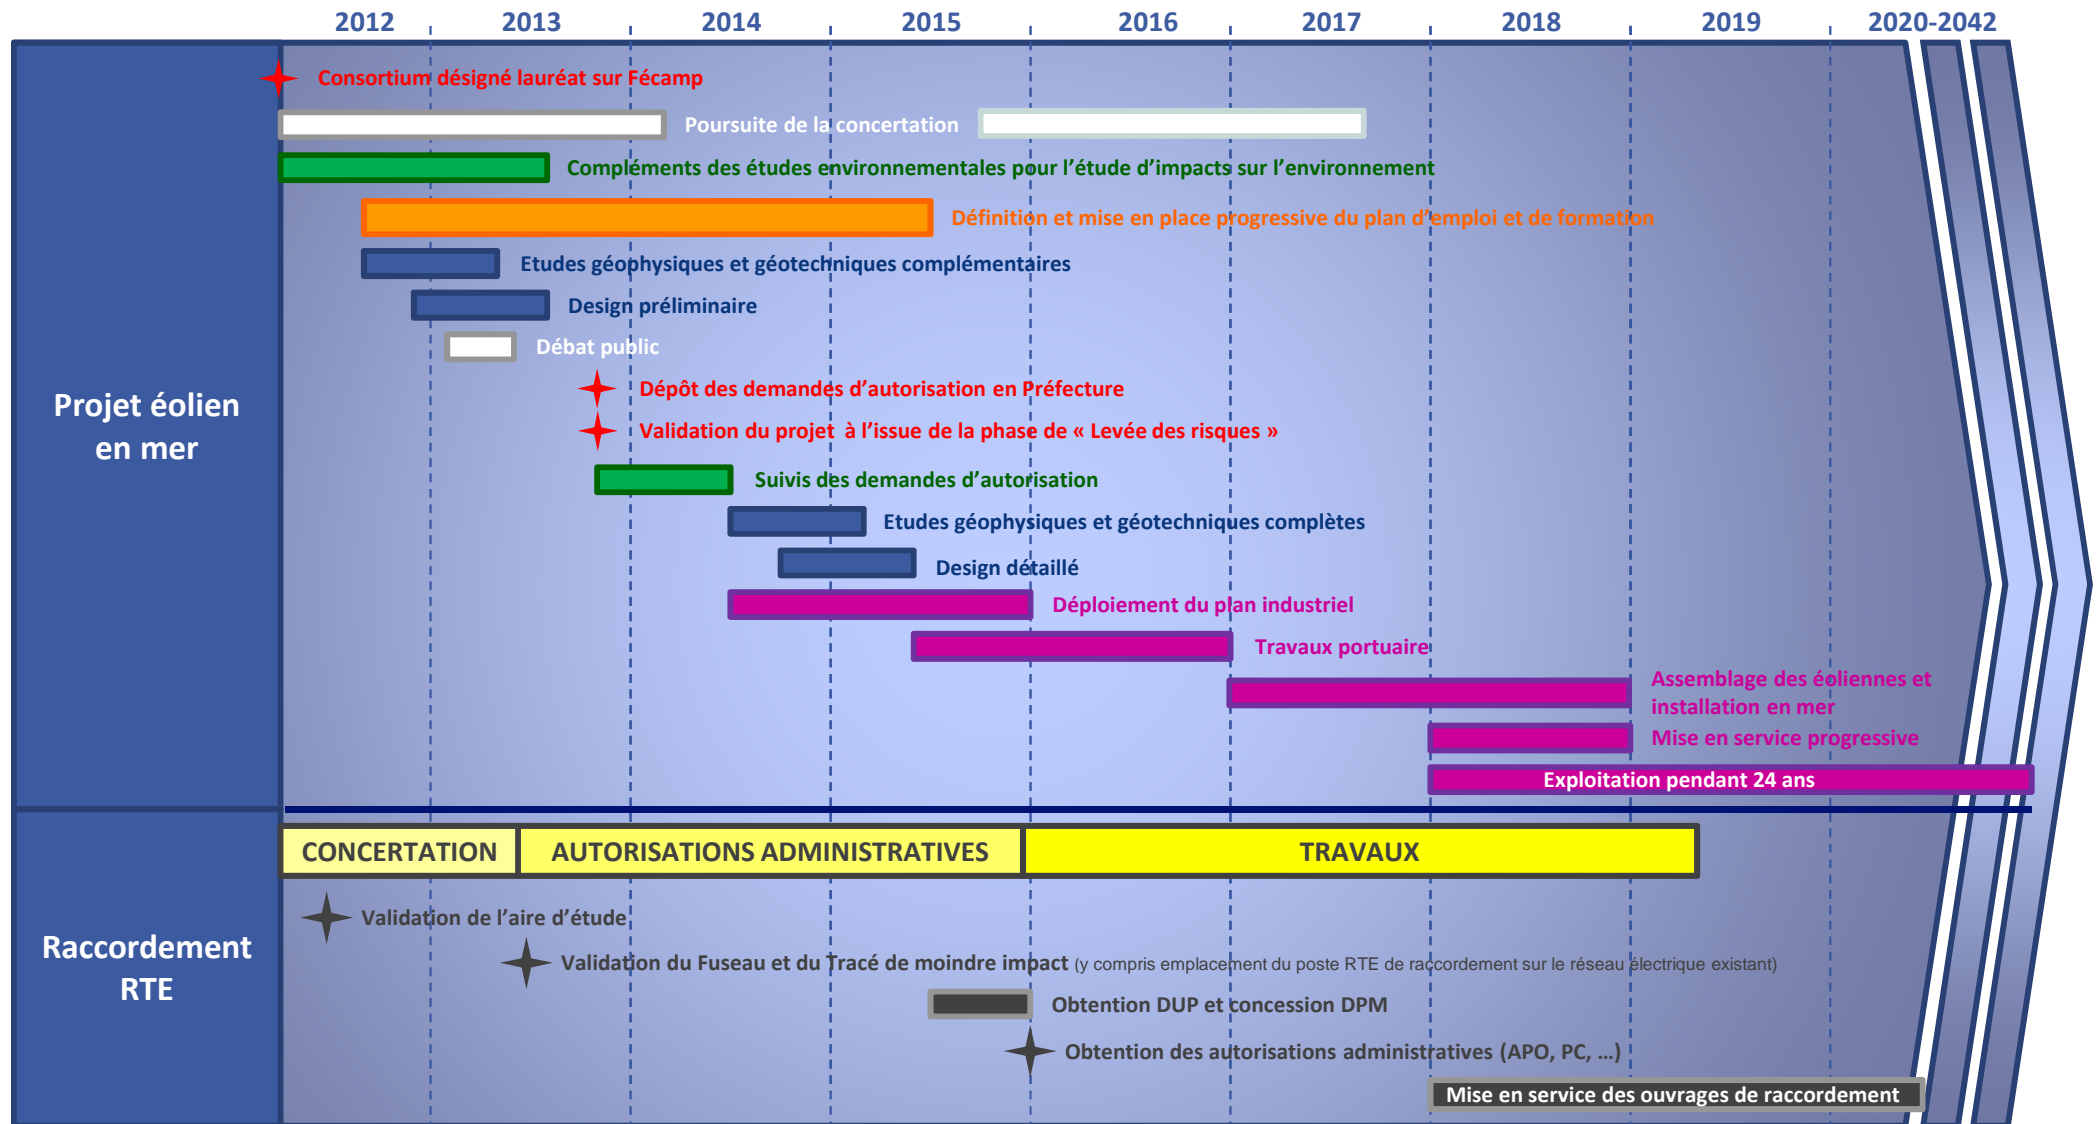 2012 2013 2014 2015 2016 2017 2018 2019 2020-2042
Projet éolien
en mer
Consortium désigné lauréat sur Fécamp
Poursuite de la concertation
Compléments des études environnementales pour l’étude d’impacts sur l’environnement
Définition et mise en place progressive du plan d’emploi et de formation
Etudes géophysiques et géotechniques complémentaires
Design préliminaire
Débat public
Dépôt des demandes d’autorisation en Préfecture
Validation du projet à l’issue de la phase de « Levée des risques »
Suivis des demandes d’autorisation
Etudes géophysiques et géotechniques complètes
Design détaillé
Déploiement du plan industriel
Travaux portuaire
Assemblage des éoliennes et
installation en mer
Mise en service progressive
Exploitation pendant 24 ans
Raccordement
RTE
CONCERTATION AUTORISATIONS ADMINISTRATIVES TRAVAUX
Validation de l’aire d’étude
Validation du Fuseau et du Tracé de moindre impact (y compris emplacement du poste RTE de raccordement sur le réseau électrique existant)
Obtention DUP et concession DPM
Obtention des autorisations administratives (APO, PC, …)
Mise en service des ouvrages de raccordement